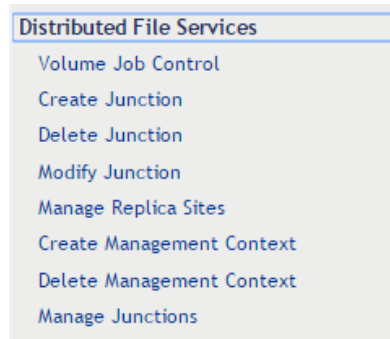 Distributed File Services
Volume Job Control
Create Junction
Delete Junction
Modify Junction
Manage Replica Sites
Create Management Context
Delete Management Context
Manage Junctions